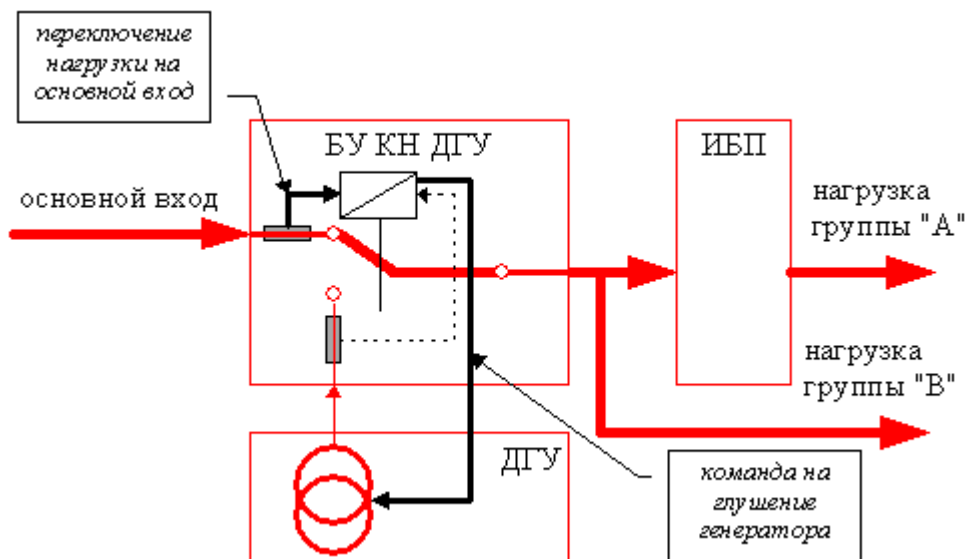 переключение
нагрузки на
основной вход
БУ КН ДГУ
ИБП
основной вход
нагрузка
группы "А"
нагрузка
группы "В"
ДГУ
команда на
глушение
генератора